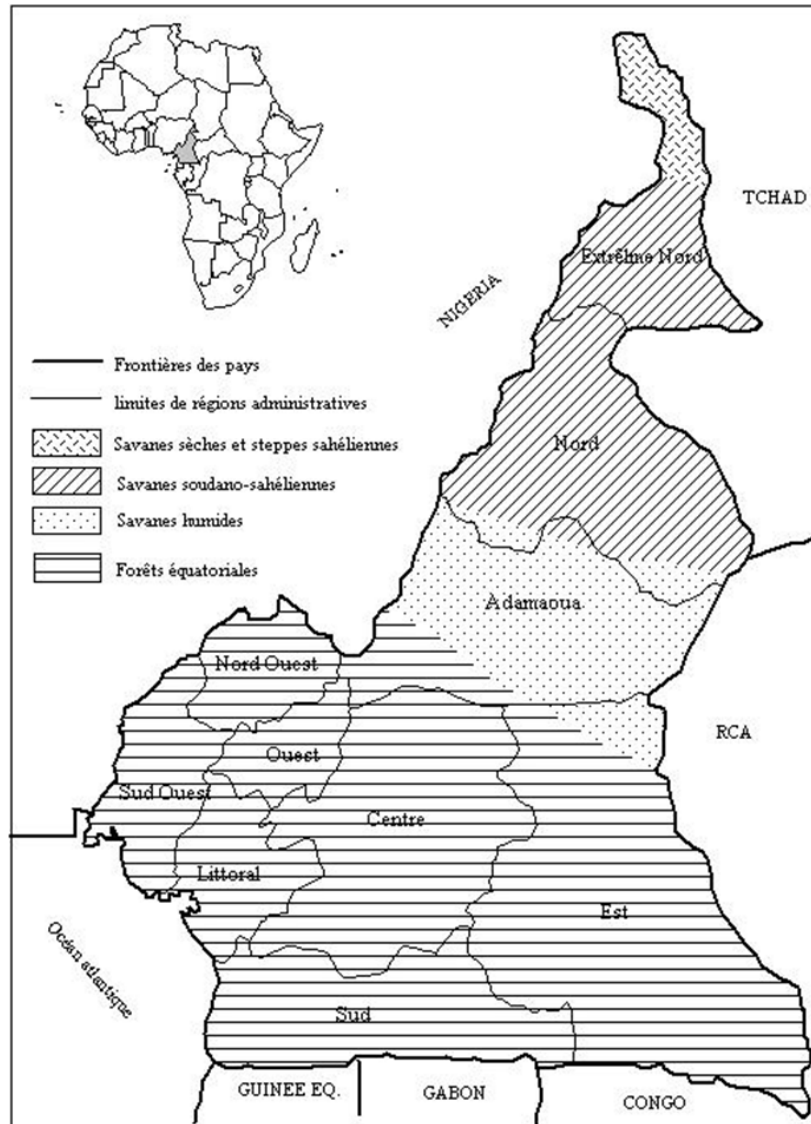 TCHAD
Extrême Nord
NIGERIA
Frontières des pays
limites de régions administratives
Savanes sèches et steppes sahéliennes
Nord
Savanes soudano-sahéliennes
Savanes humides
Forêts équatoriales
Adamaoua
Nord Ouest
RCA
Ouest
Sud Ouest
Centre
Littoral
Est
Océan atlantique
Sud
GUINEE EQ.
GABON
CONGO